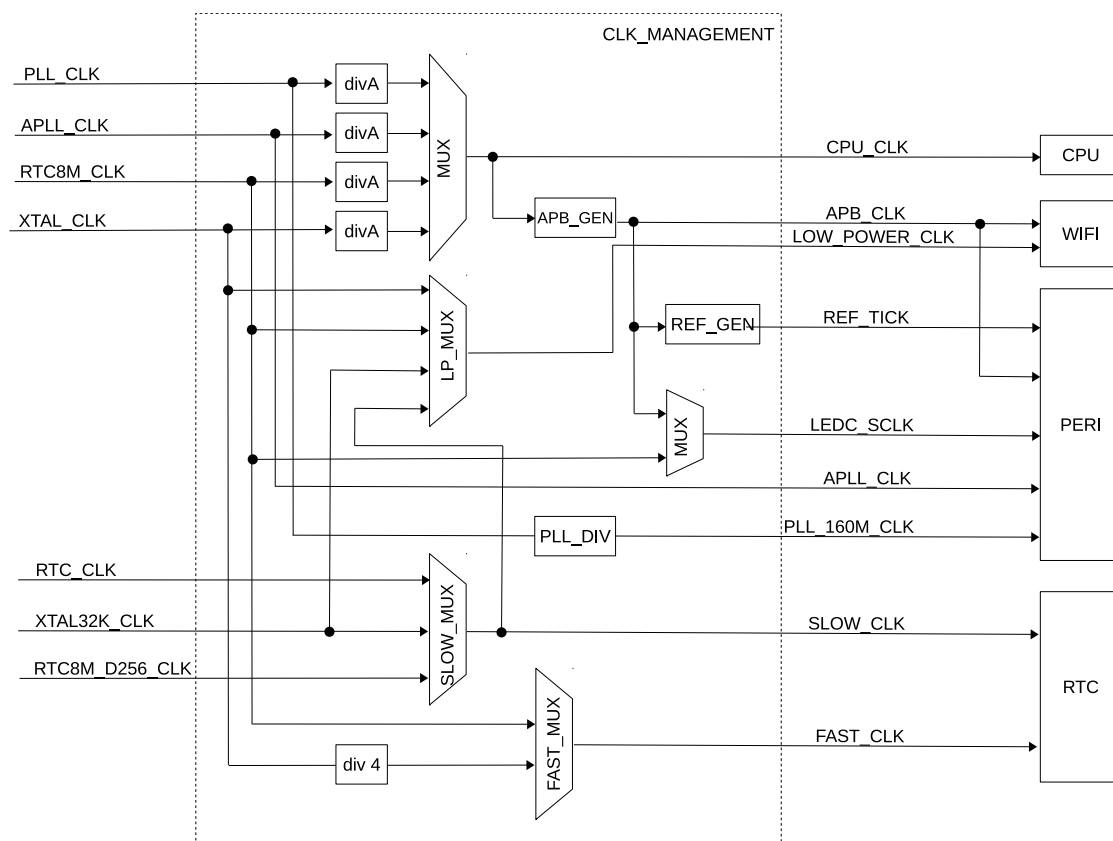 CLK_MANAGEMENT
PLL_CLK
divA
APLL_CLK
divA
MUX
CPU_CLK
CPU
RTC8M_CLK
divA
XTAL_CLK
divA
APB_GEN
APB_CLK
WIFI
LOW_POWER_CLK
LP_MUX
REF_GEN
REF_TICK
MUX
LEDC_SCLK
PERI
APLL_CLK
PLL_DIV
PLL_160M_CLK
RTC_CLK
XTAL32K_CLK
SLOW_MUX
SLOW_CLK
RTC8M_D256_CLK
RTC
FAST_MUX
FAST_CLK
div 4